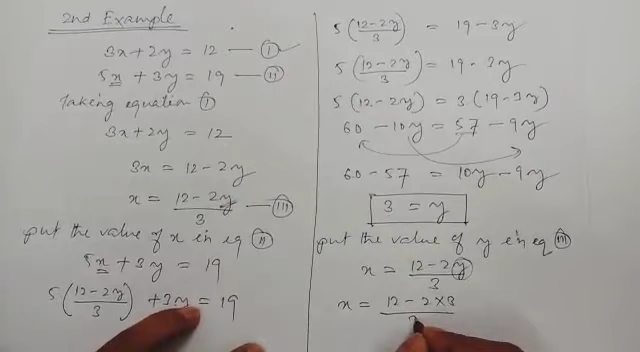 2nd Example
3x + 2y = 12 — (I)
5x + 3y = 19 — (II)
Taking equation (I)
3x + 2y = 12
3x = 12 - 2y
x = (12 - 2y)/3 — (III)
put the value of x in eq (II)
5x + 3y = 19
5((12 - 2y)/3) + 3y = 19
5((12 - 2y)/3) = 19 - 3y
5((12 - 2y)/3) = 19 - 3y
5(12 - 2y) = 3(19 - 3y)
60 - 10y = 57 - 9y
60 - 57 = 10y - 9y
3 = y
put the value of y in eq (III)
x = (12 - 2y)/3
x = (12 - 2×3)/3